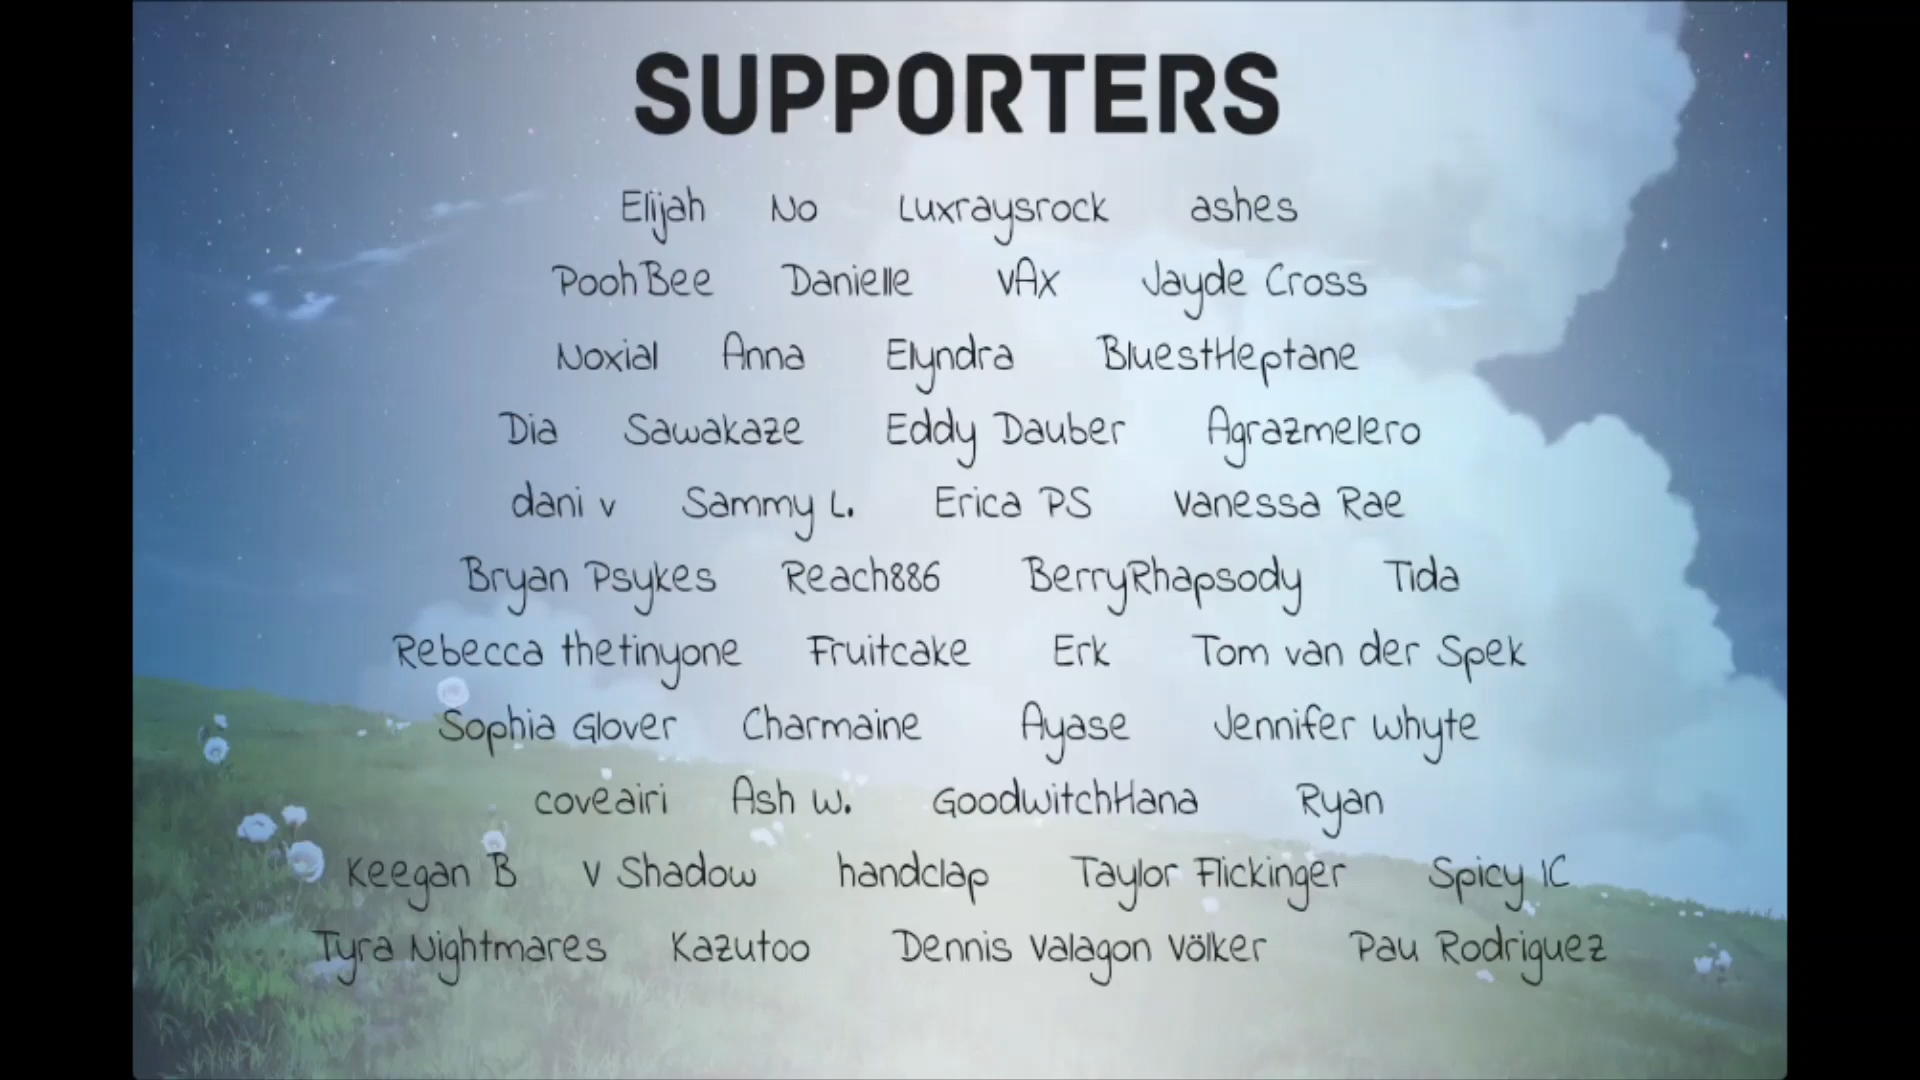 SUPPORTERS
Elijah No Luxraysrock ashes
PoohBee Danielle vAx Jayde Cross
Noxial Anna Elyndra BluestHeptane
Dia Sawakaze Eddy Dauber Agrazmelero
dani v Sammy L. Erica PS Vanessa Rae
Bryan Psykes Reach886 BerryRhapsody Tida
Rebecca thetinyone Fruitcake Erk Tom van der Spek
Sophia Glover Charmaine Ayase Jennifer Whyte
coveairi Ash W. GoodWitchHana Ryan
Keegan B V Shadow handclap Taylor Flickinger Spicy IC
Tyra Nightmares Kazutoo Dennis Valagon Völker Pau Rodriguez